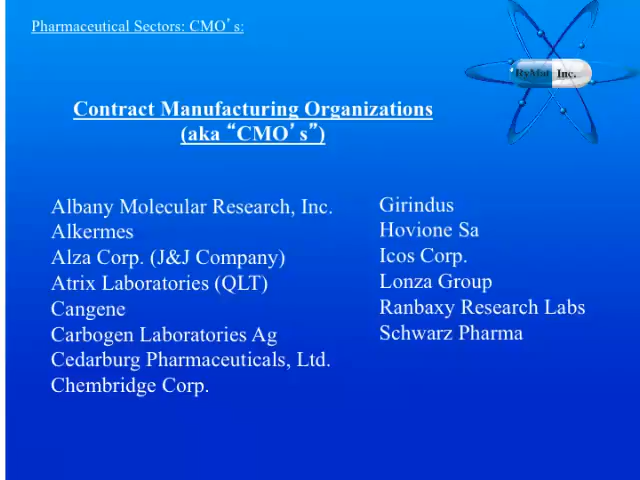 Pharmaceutical Sectors: CMO’s:
RyMat Inc.
Contract Manufacturing Organizations
(aka “CMO’s”)
Albany Molecular Research, Inc.
Alkermes
Alza Corp. (J&J Company)
Atrix Laboratories (QLT)
Cangene
Carbogen Laboratories Ag
Cedarburg Pharmaceuticals, Ltd.
Chembridge Corp.
Girindus
Hovione Sa
Icos Corp.
Lonza Group
Ranbaxy Research Labs
Schwarz Pharma